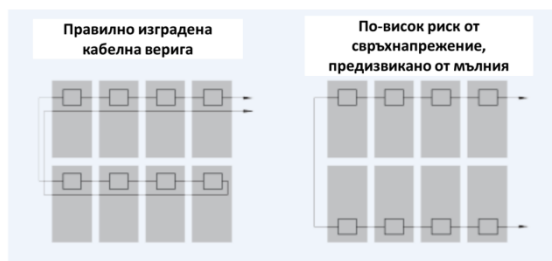 Правилно изградена
кабелна верига
По-висок риск от
свръхнапрежение,
предизвикано от мълния